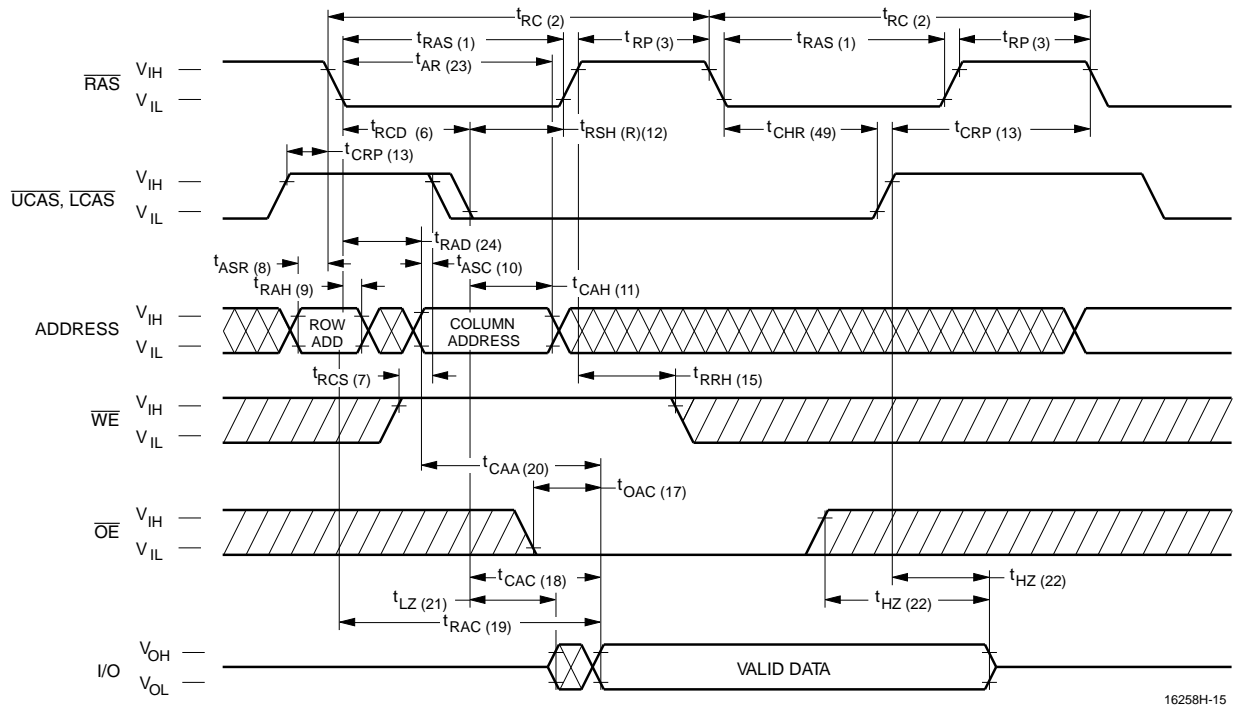 tRC (2) tRC (2)
tRAS (1) tRP (3) tRAS (1) tRP (3)
tAR (23)
RAS VIH
VIL
tRCD (6) tRSH (R)(12) tCHR (49) tCRP (13)
tCRP (13)
UCAS, LCAS VIH
VIL
tRAD (24)
tASR (8) tASC (10)
tRAH (9) tCAH (11)
ADDRESS VIH
VIL
ROW ADD
COLUMN ADDRESS
tRCS (7) tRRH (15)
WE VIH
VIL
tCAA (20)
tOAC (17)
OE VIH
VIL
tCAC (18) tHZ (22)
tLZ (21) tHZ (22)
tRAC (19)
I/O VOH
VOL
VALID DATA
16258H-15